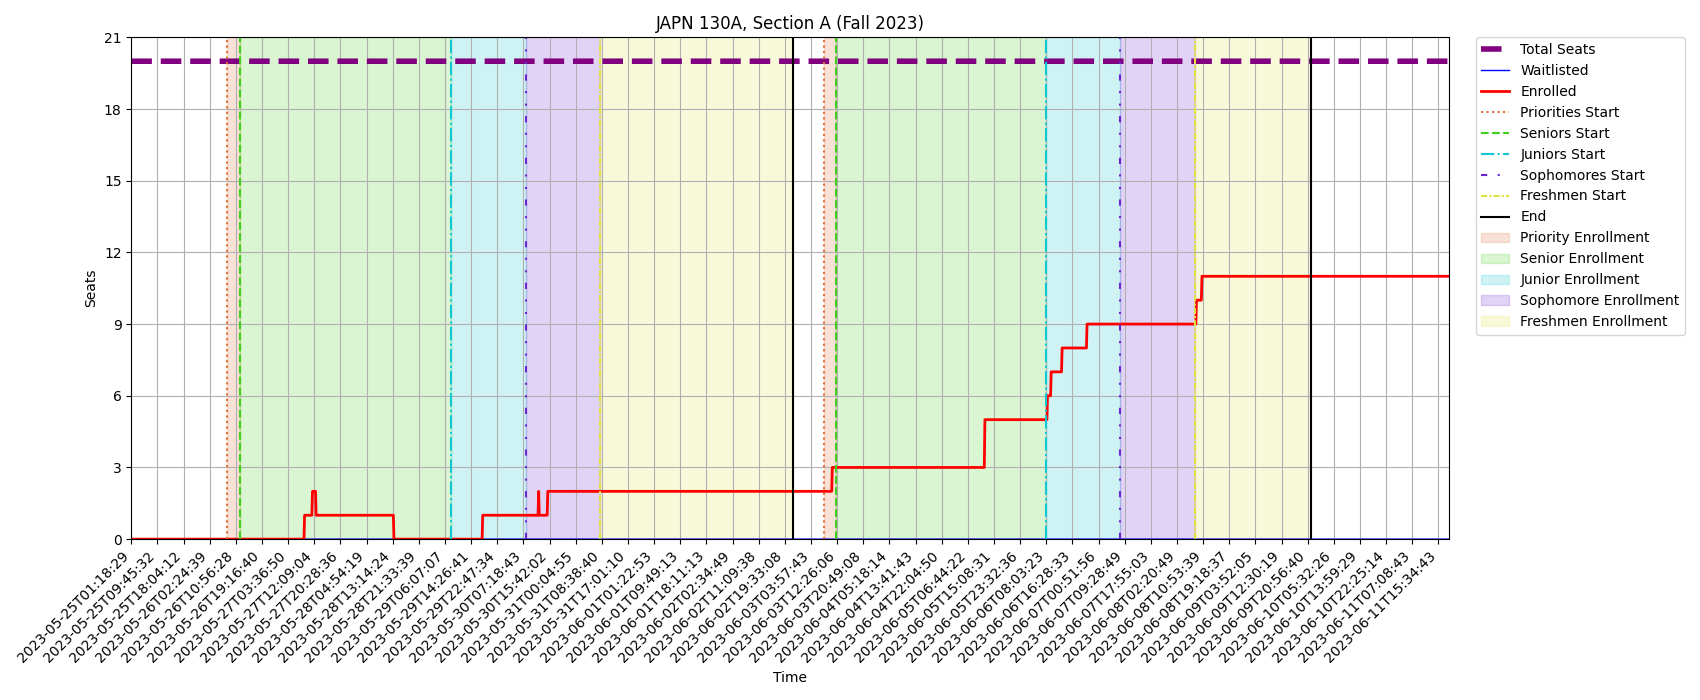 JAPN 130A, Section A (Fall 2023)
21
18
15
12
9
6
3
0
Seats
Total Seats
Waitlisted
Enrolled
Priorities Start
Seniors Start
Juniors Start
Sophomores Start
Freshmen Start
End
Priority Enrollment
Senior Enrollment
Junior Enrollment
Sophomore Enrollment
Freshmen Enrollment
2023-05-25T01:18:29
2023-05-25T09:45:32
2023-05-25T18:04:12
2023-05-26T02:24:39
2023-05-26T10:56:28
2023-05-26T19:16:40
2023-05-27T03:36:50
2023-05-27T12:09:04
2023-05-27T20:28:36
2023-05-28T04:54:19
2023-05-28T13:14:24
2023-05-28T21:33:39
2023-05-29T06:07:07
2023-05-29T14:26:41
2023-05-29T22:47:34
2023-05-30T07:18:43
2023-05-30T15:42:02
2023-05-31T00:04:55
2023-05-31T08:38:40
2023-05-31T17:01:10
2023-06-01T01:22:53
2023-06-01T09:49:13
2023-06-01T18:11:13
2023-06-02T02:34:49
2023-06-02T11:09:38
2023-06-02T19:33:08
2023-06-03T03:57:43
2023-06-03T12:26:06
2023-06-03T20:49:08
2023-06-04T05:18:14
2023-06-04T13:41:43
2023-06-04T22:04:50
2023-06-05T06:44:22
2023-06-05T15:08:31
2023-06-05T23:32:36
2023-06-06T08:03:23
2023-06-06T16:28:33
2023-06-07T00:51:56
2023-06-07T09:28:49
2023-06-07T17:55:03
2023-06-08T02:20:49
2023-06-08T10:53:39
2023-06-08T19:18:37
2023-06-09T03:52:05
2023-06-09T12:30:19
2023-06-09T20:56:40
2023-06-10T05:32:26
2023-06-10T13:59:29
2023-06-10T22:25:14
2023-06-11T07:08:43
2023-06-11T15:34:43
Time